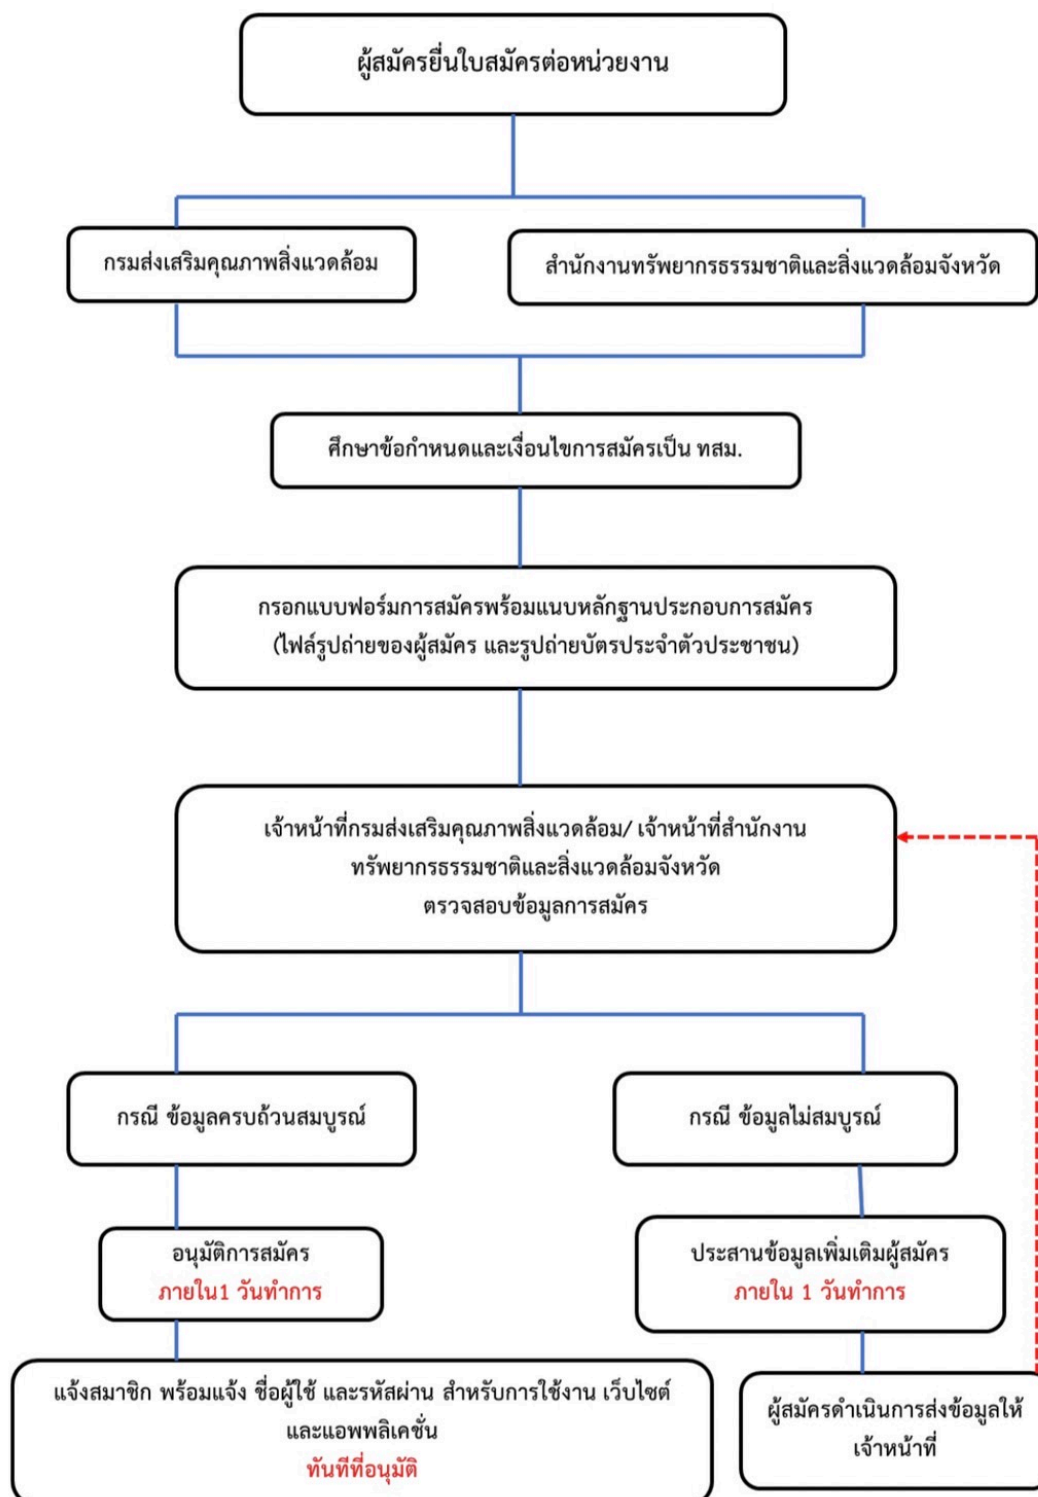 ผู้สมัครยื่นใบสมัครต่อหน่วยงาน
กรมส่งเสริมคุณภาพสิ่งแวดล้อม
สำนักงานทรัพยากรธรรมชาติและสิ่งแวดล้อมจังหวัด
ศึกษาข้อกำหนดและเงื่อนไขการสมัครเป็น ทสม.
กรอกแบบฟอร์มการสมัครพร้อมแนบหลักฐานประกอบการสมัคร
(ไฟล์รูปถ่ายของผู้สมัคร และรูปถ่ายบัตรประจำตัวประชาชน)
เจ้าหน้าที่กรมส่งเสริมคุณภาพสิ่งแวดล้อม/ เจ้าหน้าที่สำนักงาน
ทรัพยากรธรรมชาติและสิ่งแวดล้อมจังหวัด
ตรวจสอบข้อมูลการสมัคร
กรณี ข้อมูลครบถ้วนสมบูรณ์
กรณี ข้อมูลไม่สมบูรณ์
อนุมัติการสมัคร
ภายใน1 วันทำการ
ประสานข้อมูลเพิ่มเติมผู้สมัคร
ภายใน 1 วันทำการ
แจ้งสมาชิก พร้อมแจ้ง ชื่อผู้ใช้ และรหัสผ่าน สำหรับการใช้งาน เว็บไซต์
และแอพพลิเคชั่น
ทันทีที่อนุมัติ
ผู้สมัครดำเนินการส่งข้อมูลให้
เจ้าหน้าที่